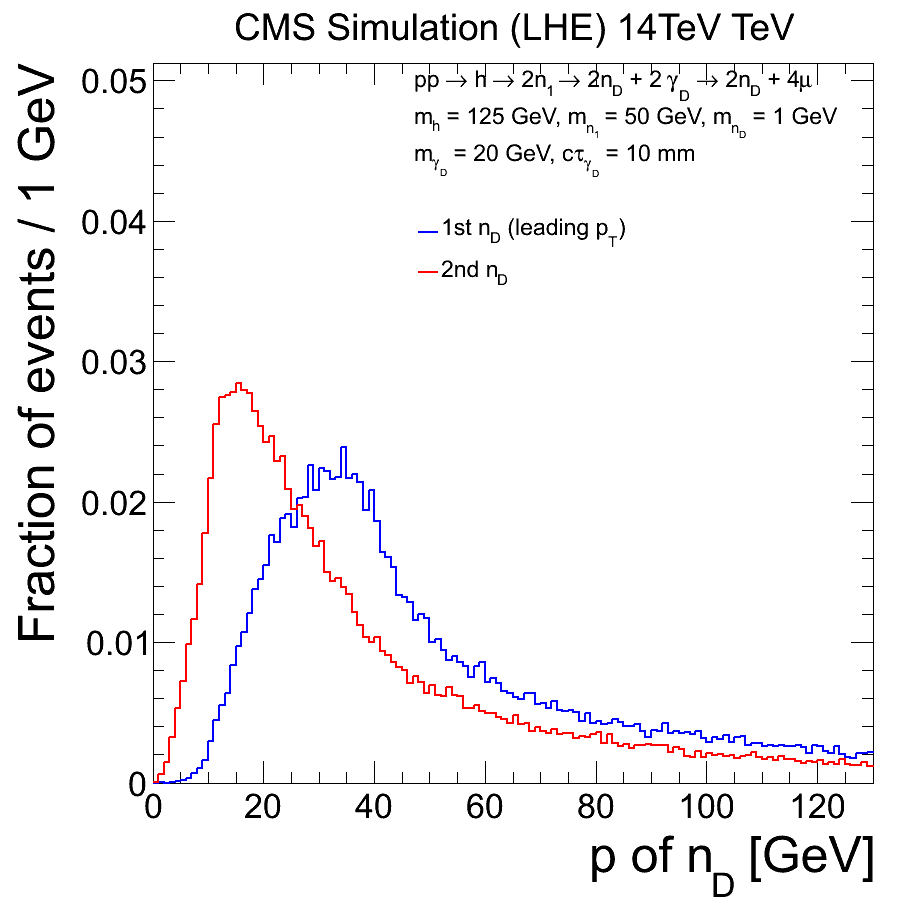 CMS Simulation (LHE) 14TeV TeV
pp → h → 2n₁ → 2n_D + 2 γ_D → 2n_D + 4μ
m_h = 125 GeV, m_n₁ = 50 GeV, m_n_D = 1 GeV
m_γ_D = 20 GeV, cτ_γ_D = 10 mm
1st n_D (leading p_T)
2nd n_D
Fraction of events / 1 GeV
0.05
0.04
0.03
0.02
0.01
0
0 20 40 60 80 100 120
p of n_D [GeV]